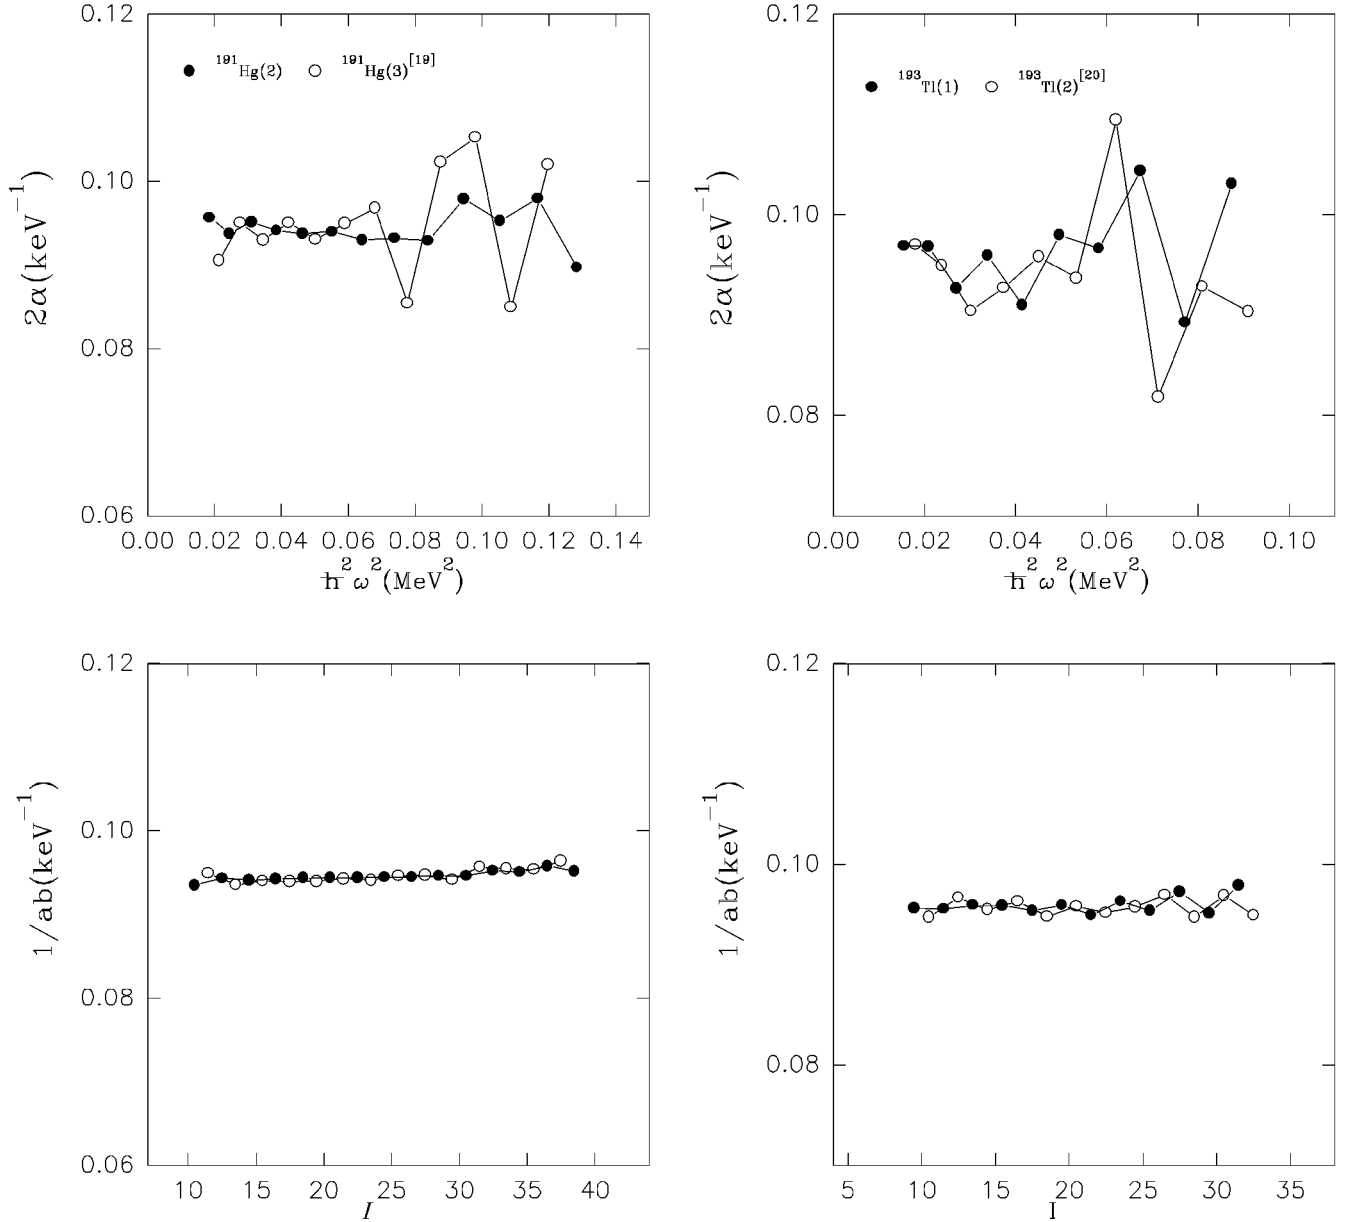 0.12
0.10
0.08
0.06
2α(keV⁻¹)
¹⁹¹Hg(2) ¹⁹¹Hg(3)[19]
0.00 0.02 0.04 0.06 0.08 0.10 0.12 0.14
ħ²ω²(MeV²)
0.12
0.10
0.08
2α(keV⁻¹)
¹⁹³Tl(1) ¹⁹³Tl(2)[20]
0.00 0.02 0.04 0.06 0.08 0.10
ħ²ω²(MeV²)
0.12
0.10
0.08
0.06
1/ab(keV⁻¹)
10 15 20 25 30 35 40
I
0.12
0.10
0.08
1/ab(keV⁻¹)
5 10 15 20 25 30 35
I